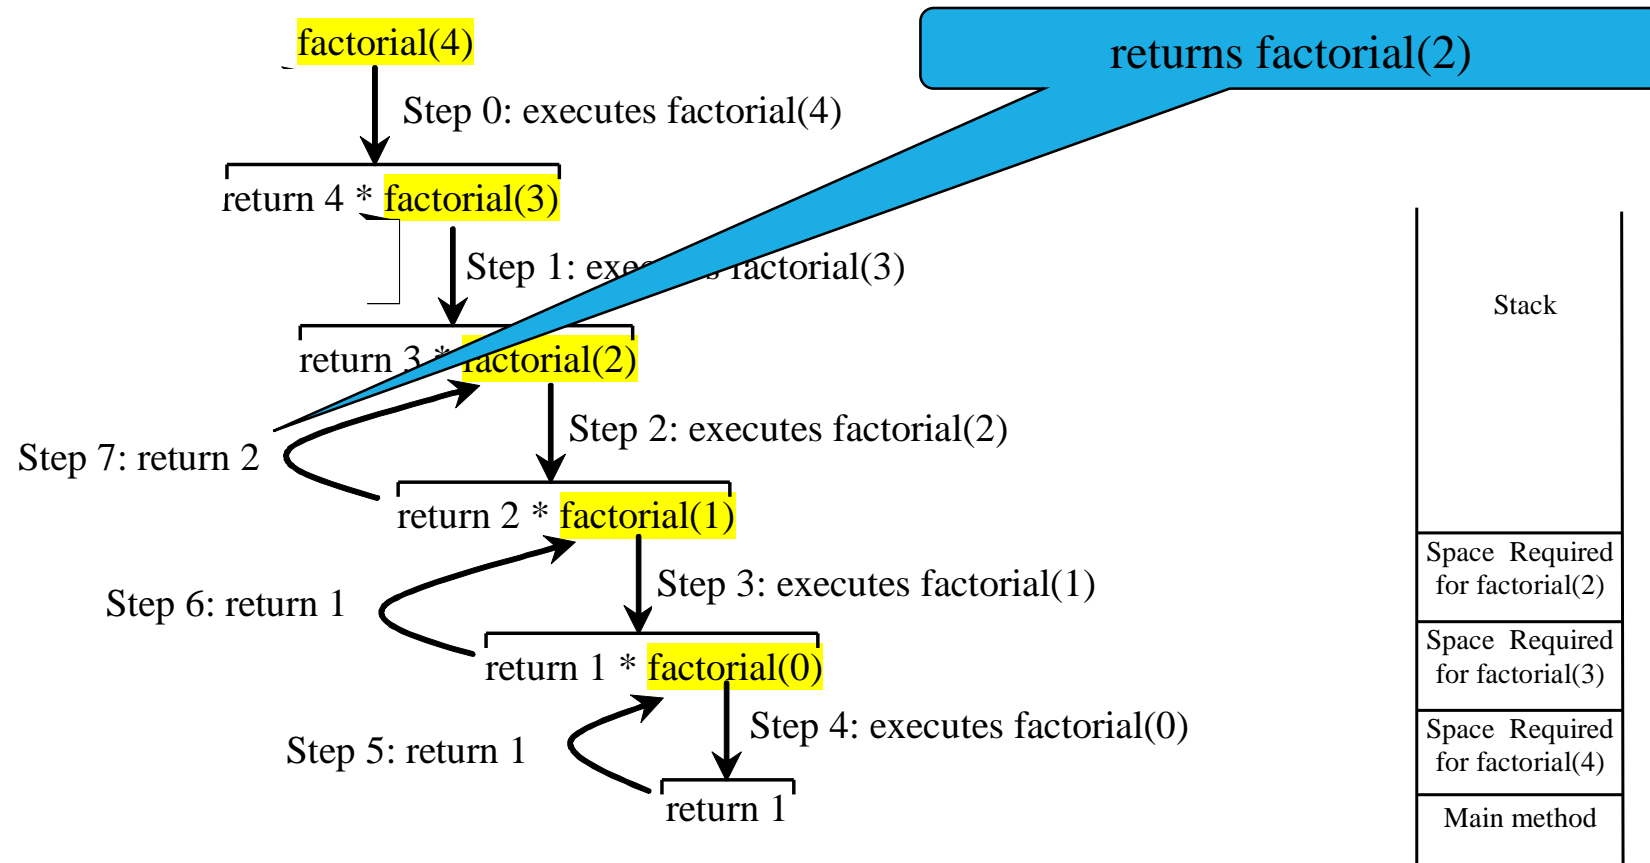 factorial(4)
returns factorial(2)
Step 0: executes factorial(4)
return 4 * factorial(3)
Step 1: factorial(3)
Stack
return 3 * factorial(2)
Step 2: executes factorial(2)
Step 7: return 2
return 2 * factorial(1)
Space Required
for factorial(2)
Step 3: executes factorial(1)
Step 6: return 1
return 1 * factorial(0)
Space Required
for factorial(3)
Step 4: executes factorial(0)
Step 5: return 1
Space Required
for factorial(4)
return 1
Main method